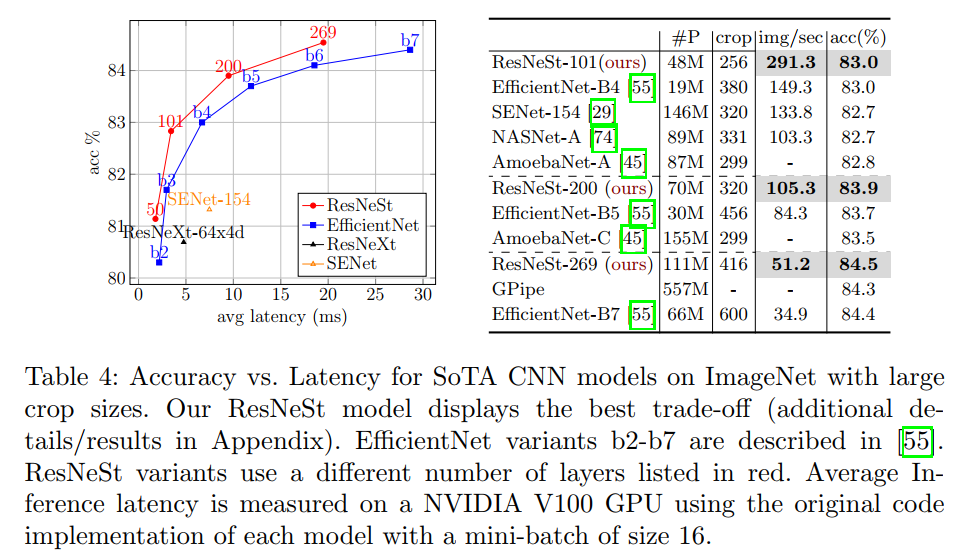 84
83
82
81
80
0 5 10 15 20 25 30
acc %
avg latency (ms)
50
101
200
269
b2
b3
b4
b5
b6
b7
SENet-154
ResNeXt-64x4d
ResNeSt
EfficientNet
ResNeXt
SENet
#P crop img/sec acc(%)
ResNeSt-101(ours) 48M 256 291.3 83.0
EfficientNet-B4 [55] 19M 380 149.3 83.0
SENet-154 [29] 146M 320 133.8 82.7
NASNet-A [74] 89M 331 103.3 82.7
AmoebaNet-A [45] 87M 299 - 82.8
ResNeSt-200 (ours) 70M 320 105.3 83.9
EfficientNet-B5 [55] 30M 456 84.3 83.7
AmoebaNet-C [45] 155M 299 - 83.5
ResNeSt-269 (ours) 111M 416 51.2 84.5
GPipe 557M - - 84.3
EfficientNet-B7 [55] 66M 600 34.9 84.4
Table 4: Accuracy vs. Latency for SoTA CNN models on ImageNet with large
crop sizes. Our ResNeSt model displays the best trade-off (additional de-
tails/results in Appendix). EfficientNet variants b2-b7 are described in [55].
ResNeSt variants use a different number of layers listed in red. Average In-
ference latency is measured on a NVIDIA V100 GPU using the original code
implementation of each model with a mini-batch of size 16.